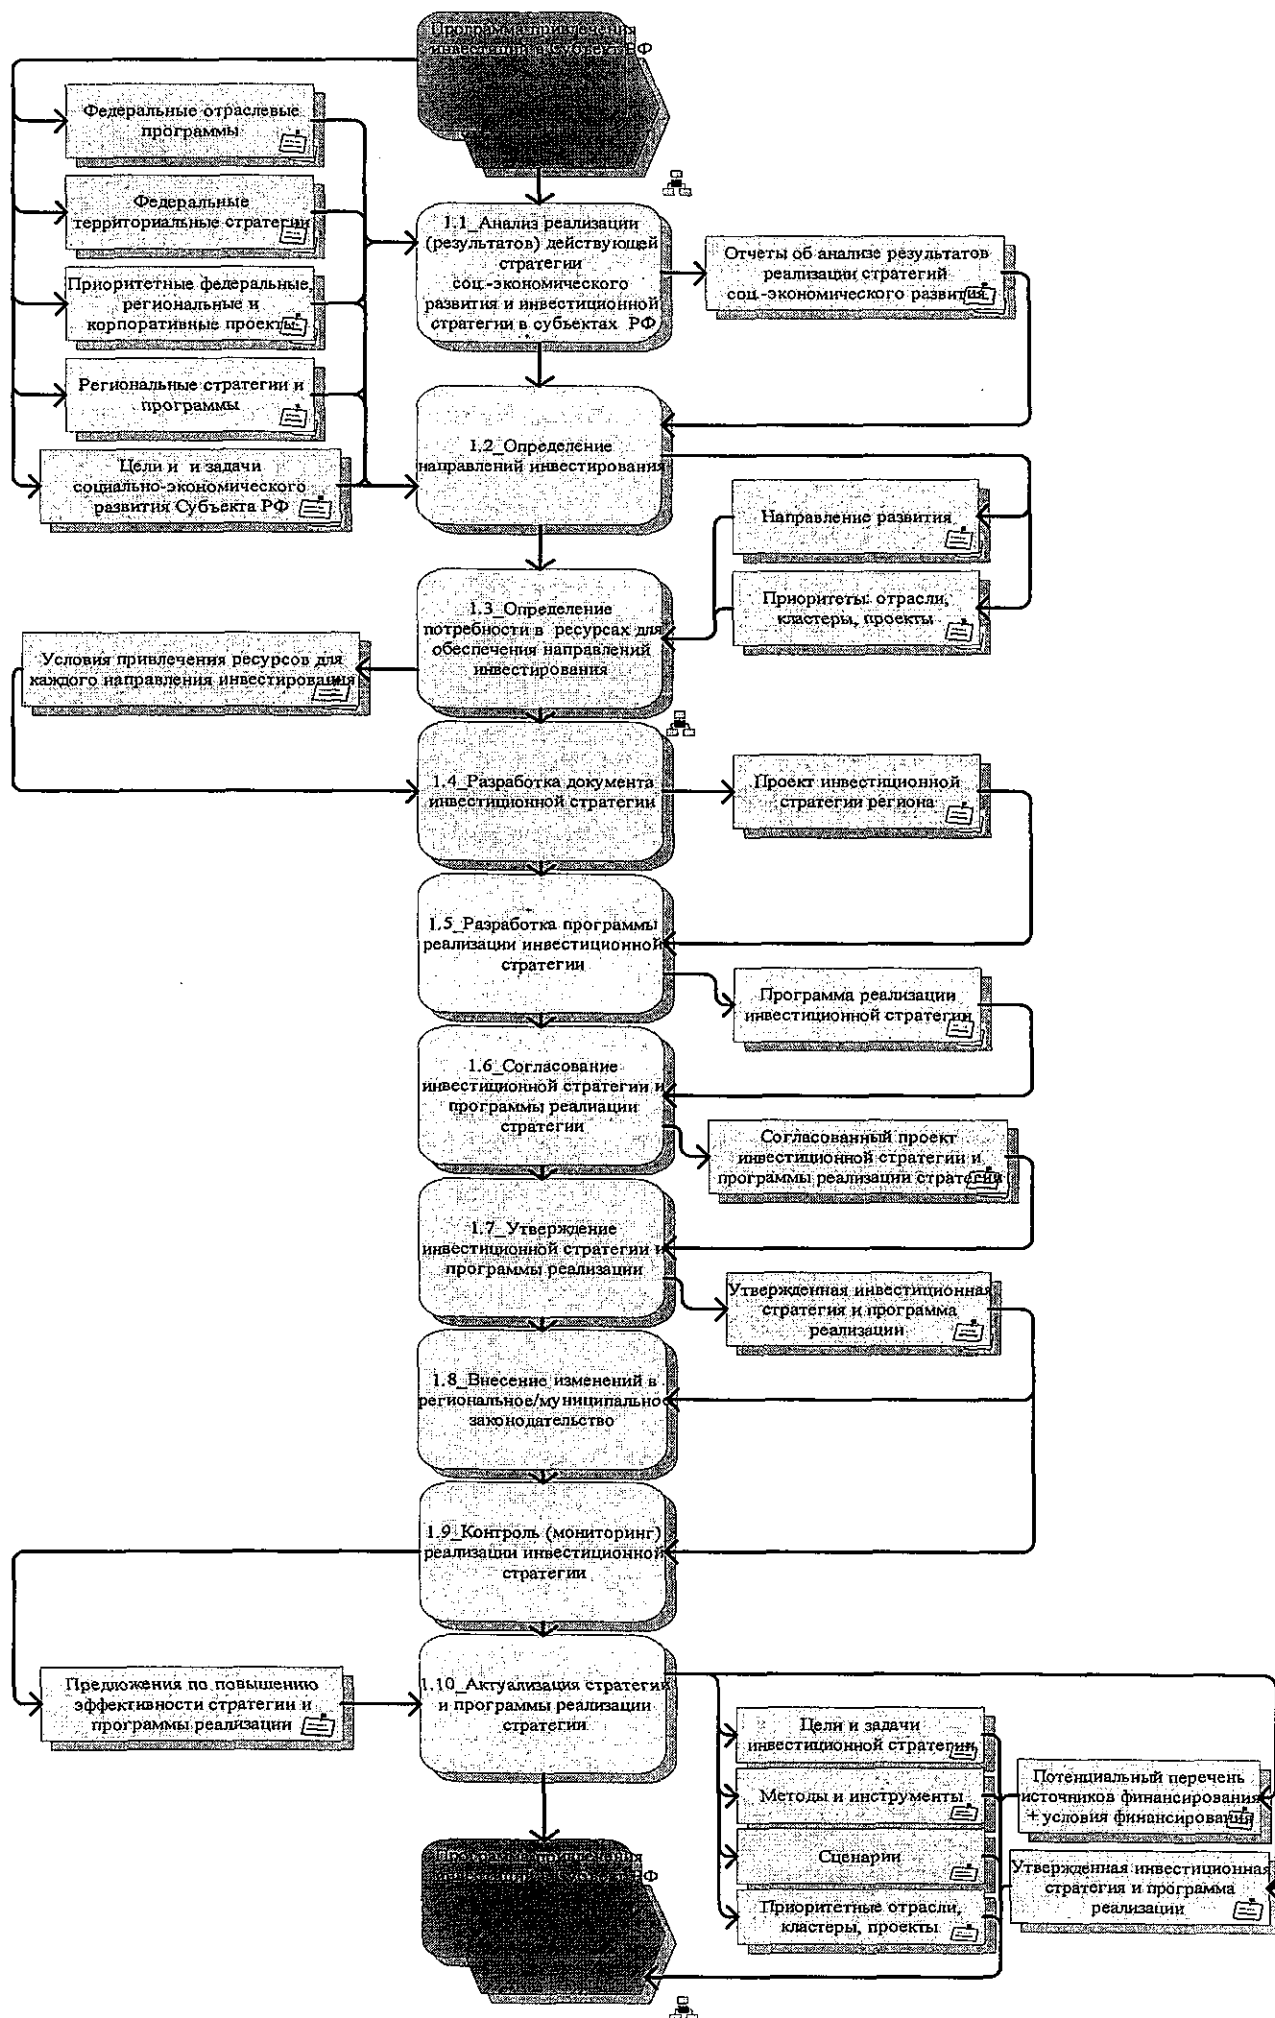 Программа привлечения
инвестиций в Субъект РФ
Федеральные отраслевые
программы
Федеральные
территориальные стратегии
Приоритетные федеральные,
региональные и
корпоративные проекты
Региональные стратегии и
программы
Цели и и задачи
социально-экономического
развития Субъекта РФ
1.1_Анализ реализации
(результатов) действующей
стратегии
соц.-экономического
развития и инвестиционной
стратегии в субъектах РФ
Отчеты об анализе результатов
реализации стратегий
соц.-экономического развития
1.2_Определение
направлений инвестирования
Направление развития
Приоритеты: отрасли,
кластеры, проекты
1.3_Определение
потребности в ресурсах для
обеспечения направлений
инвестирования
Условия привлечения ресурсов для
каждого направления инвестирования
1.4_Разработка документа
инвестиционной стратегии
Проект инвестиционной
стратегии региона
1.5_Разработка программы
реализации инвестиционной
стратегии
Программа реализации
инвестиционной стратегии
1.6_Согласование
инвестиционной стратегии и
программы реалиации
стратегии
Согласованный проект
инвестиционной стратегии и
программы реализации стратегии
1.7_Утверждение
инвестиционной стратегии и
программы реализации
Утвержденная инвестиционная
стратегия и программа
реализации
1.8_Внесение изменений в
региональное/муниципальное
законодательство
1.9_Контроль (мониторинг)
реализации инвестиционной
стратегии
Предложения по повышению
эффективности стратегии и
программы реализации
1.10_Актуализация стратегии
и программы реализации
стратегии
Цели и задачи
инвестиционной стратегии
Методы и инструменты
Сценарии
Приоритетные отрасли,
кластеры, проекты
Потенциальный перечень
источников финансирования
+ условия финансирования
Утвержденная инвестиционная
стратегия и программа
реализации
Программа привлечения
инвестиций в Субъект РФ